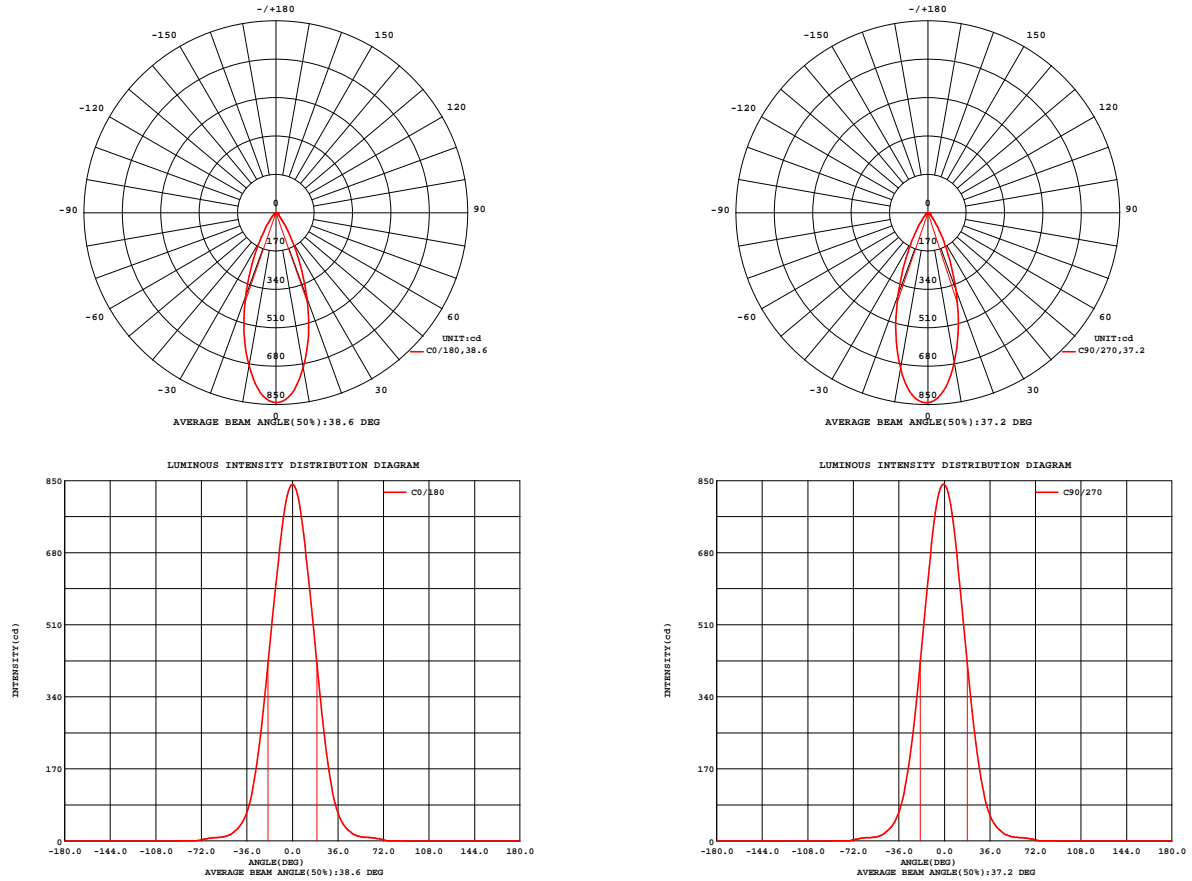 -/+180
-150 150
-120 120
-90 90
-60 60
-30 30
0
170
340
510
680
850
0
UNIT:cd
C0/180,38.6
AVERAGE BEAM ANGLE(50%):38.6 DEG
-/+180
-150 150
-120 120
-90 90
-60 60
-30 30
0
170
340
510
680
850
0
UNIT:cd
C90/270,37.2
AVERAGE BEAM ANGLE(50%):37.2 DEG
LUMINOUS INTENSITY DISTRIBUTION DIAGRAM
C0/180
INTENSITY(cd)
850
680
510
340
170
0
-180.0 -144.0 -108.0 -72.0 -36.0 0.0 36.0 72.0 108.0 144.0 180.0
ANGLE(DEG)
AVERAGE BEAM ANGLE(50%):38.6 DEG
LUMINOUS INTENSITY DISTRIBUTION DIAGRAM
C90/270
INTENSITY(cd)
850
680
510
340
170
0
-180.0 -144.0 -108.0 -72.0 -36.0 0.0 36.0 72.0 108.0 144.0 180.0
ANGLE(DEG)
AVERAGE BEAM ANGLE(50%):37.2 DEG